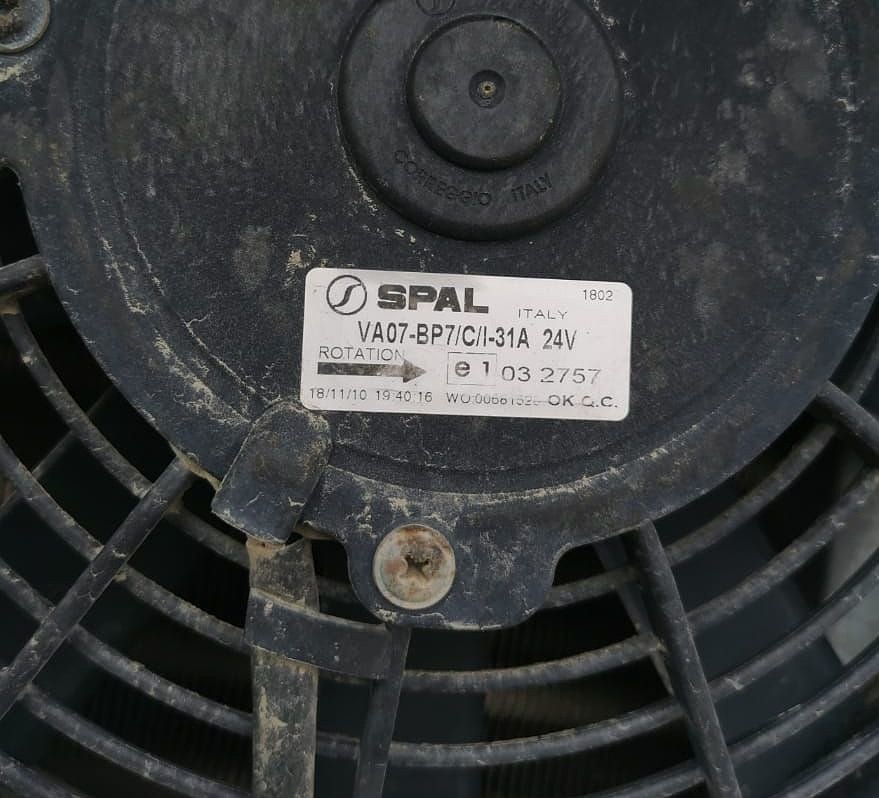 CORREGGIO ITALY
SPAL
ITALY
1802
VA07-BP7/C/I-31A 24V
ROTATION
e1 03 2757
18/11/10 19:40:16 OK Q.C.